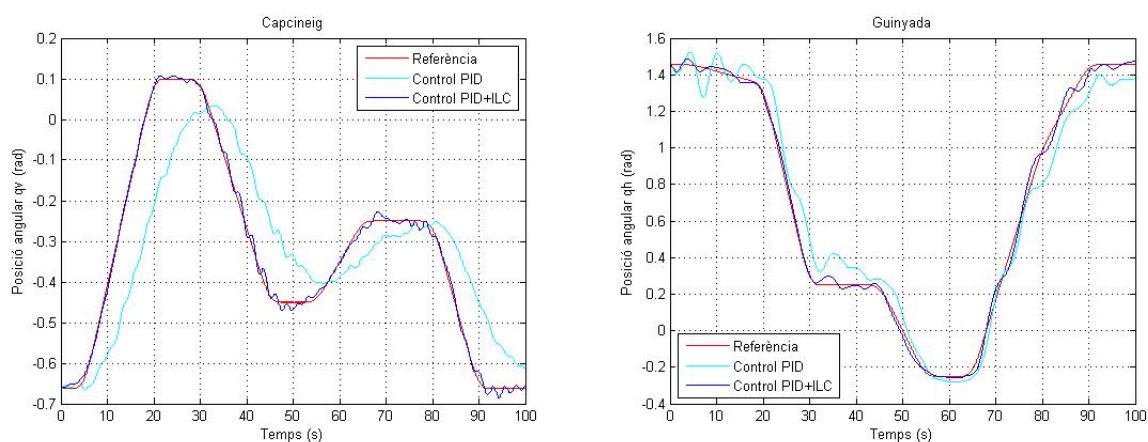 Capcineig
Posició angular qv (rad)
0.2
0.1
0
-0.1
-0.2
-0.3
-0.4
-0.5
-0.6
-0.7
Referència
Control PID
Control PID+ILC
0 10 20 30 40 50 60 70 80 90 100
Temps (s)
Guinyada
Posició angular qh (rad)
1.6
1.4
1.2
1
0.8
0.6
0.4
0.2
0
-0.2
-0.4
Referència
Control PID
Control PID+ILC
0 10 20 30 40 50 60 70 80 90 100
Temps (s)